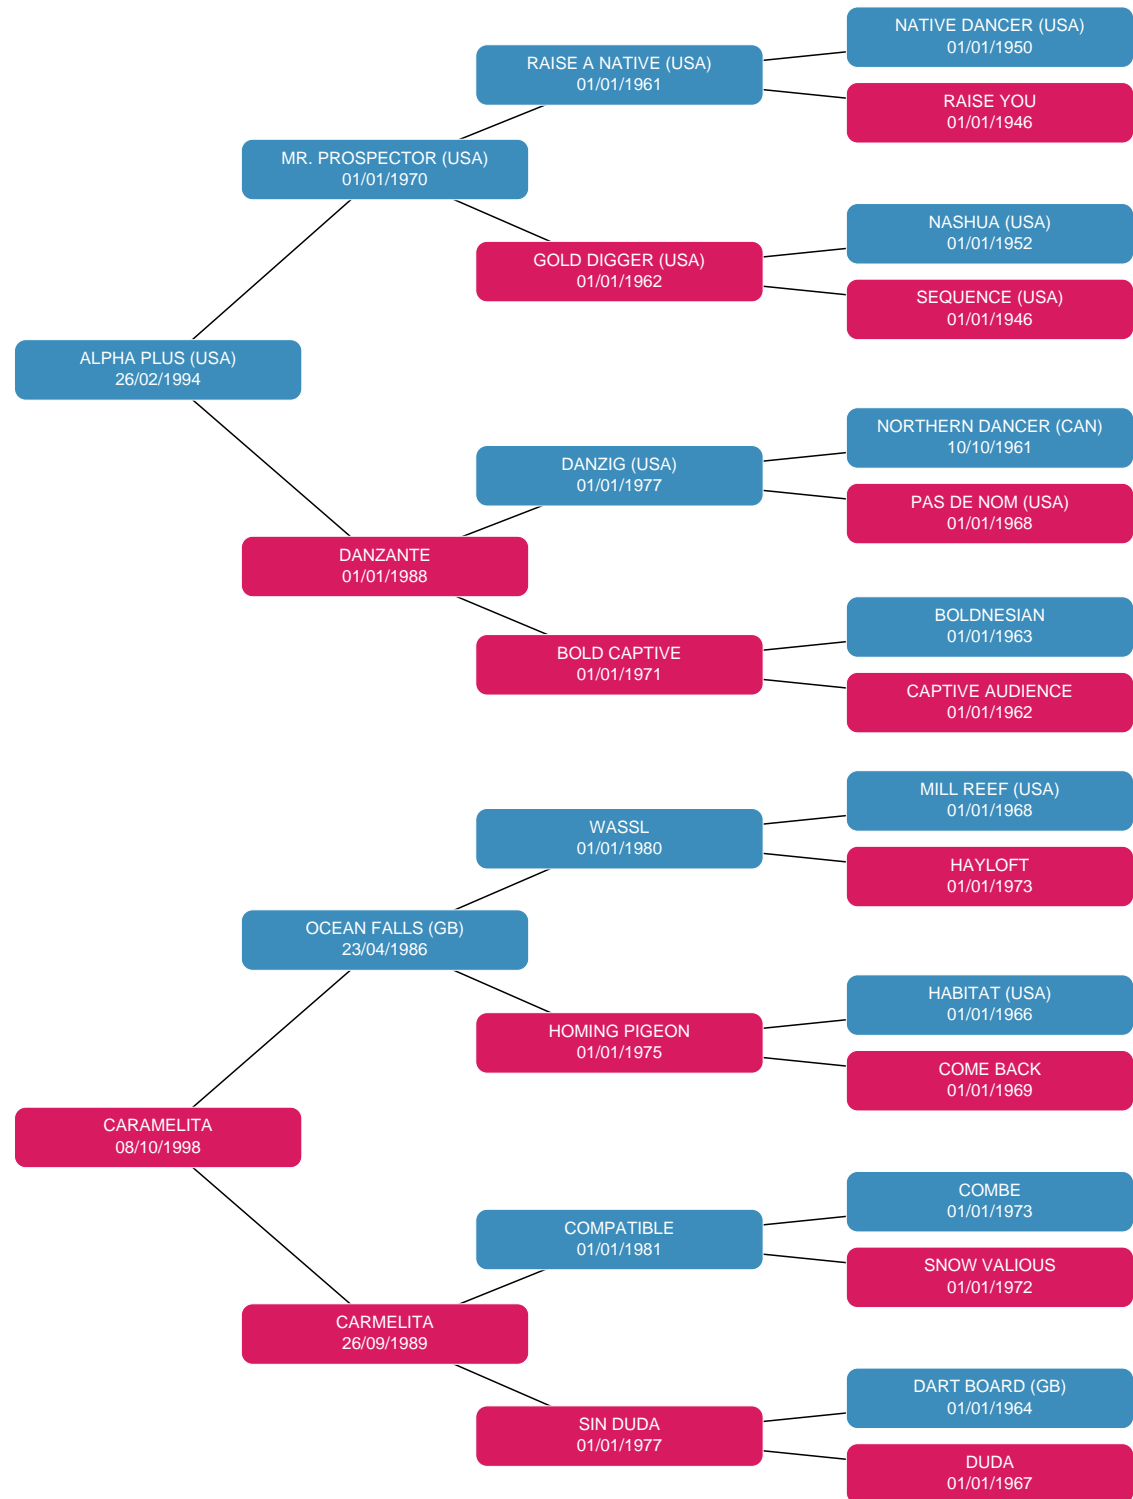 NATIVE DANCER (USA)
01/01/1950
RAISE A NATIVE (USA)
01/01/1961
RAISE YOU
01/01/1946
MR. PROSPECTOR (USA)
01/01/1970
NASHUA (USA)
01/01/1952
GOLD DIGGER (USA)
01/01/1962
SEQUENCE (USA)
01/01/1946
ALPHA PLUS (USA)
26/02/1994
NORTHERN DANCER (CAN)
10/10/1961
DANZIG (USA)
01/01/1977
PAS DE NOM (USA)
01/01/1968
DANZANTE
01/01/1988
BOLDNESIAN
01/01/1963
BOLD CAPTIVE
01/01/1971
CAPTIVE AUDIENCE
01/01/1962
MILL REEF (USA)
01/01/1968
WASSL
01/01/1980
HAYLOFT
01/01/1973
OCEAN FALLS (GB)
23/04/1986
HABITAT (USA)
01/01/1966
HOMING PIGEON
01/01/1975
COME BACK
01/01/1969
CARAMELITA
08/10/1998
COMBE
01/01/1973
COMPATIBLE
01/01/1981
SNOW VALIOUS
01/01/1972
CARMELITA
26/09/1989
DART BOARD (GB)
01/01/1964
SIN DUDA
01/01/1977
DUDA
01/01/1967